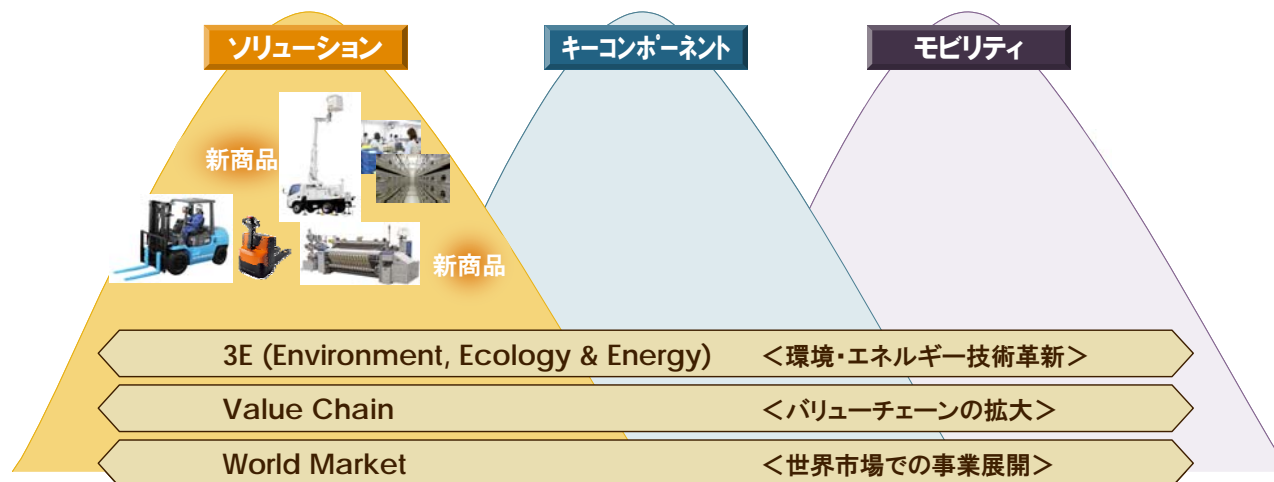 ソリューション
キーコンポーネント
モビリティ
新商品
新商品
3E (Environment, Ecology & Energy) ＜環境・エネルギー技術革新＞
Value Chain ＜バリューチェーンの拡大＞
World Market ＜世界市場での事業展開＞